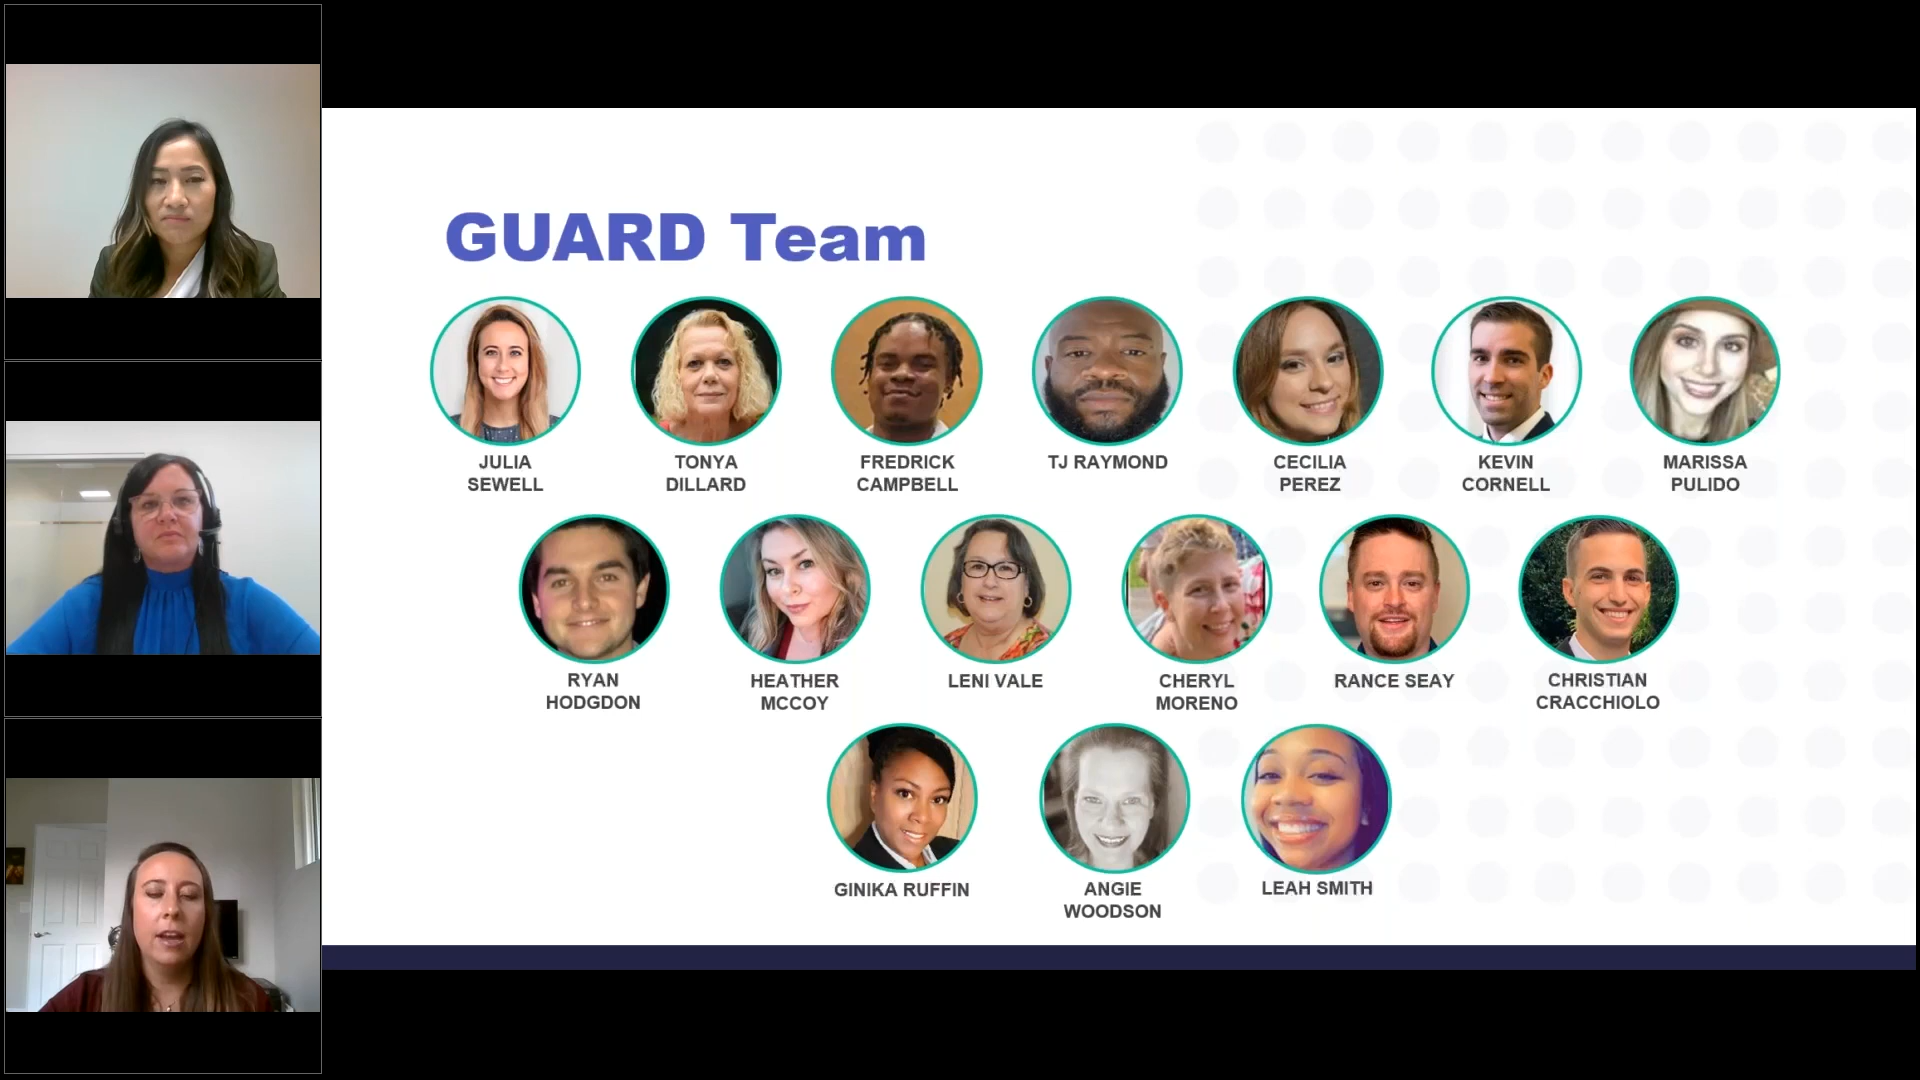 GUARD Team
JULIA
SEWELL
TONYA
DILLARD
FREDRICK
CAMPBELL
TJ RAYMOND
CECILIA
PEREZ
KEVIN
CORNELL
MARISSA
PULIDO
RYAN
HODGDON
HEATHER
MCCOY
LENI VALE
CHERYL
MORENO
RANCE SEAY
CHRISTIAN
CRACCHIOLO
GINIKA RUFFIN
ANGIE
WOODSON
LEAH SMITH